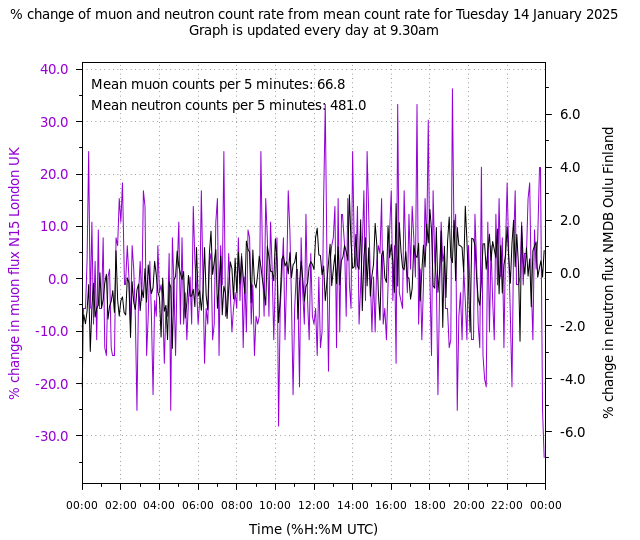 % change of muon and neutron count rate from mean count rate for Tuesday 14 January 2025
Graph is updated every day at 9.30am
Mean muon counts per 5 minutes: 66.8
Mean neutron counts per 5 minutes: 481.0
% change in muon flux N15 London UK
40.0
30.0
20.0
10.0
0.0
-10.0
-20.0
-30.0
6.0
4.0
2.0
0.0
-2.0
-4.0
-6.0
% change in neutron flux NMDB Oulu Finland
00:00 02:00 04:00 06:00 08:00 10:00 12:00 14:00 16:00 18:00 20:00 22:00 00:00
Time (%H:%M UTC)